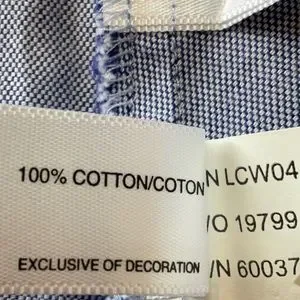 100% COTTON/COTON
EXCLUSIVE OF DECORATION
N LCW04
/O 19799
/N 60037